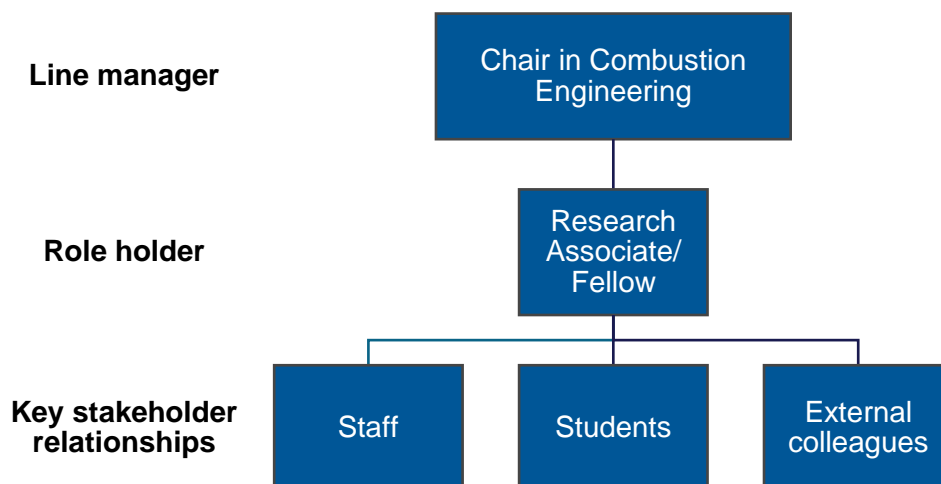 Line manager
Chair in Combustion
Engineering
Role holder
Research
Associate/
Fellow
Key stakeholder
relationships
Staff
Students
External
colleagues